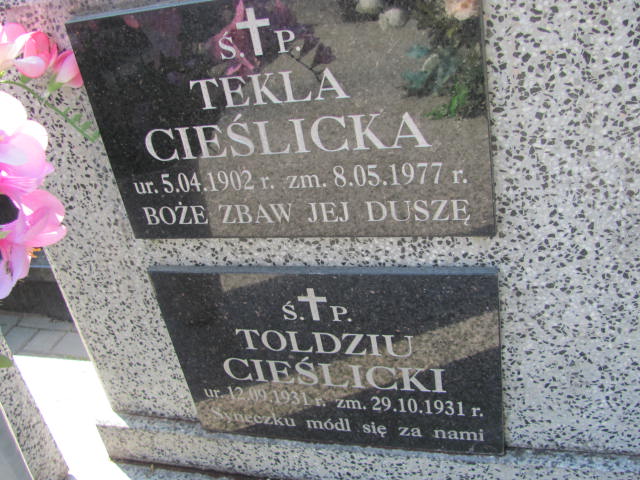 Ś.✝P.
TEKLA
CIEŚLICKA
ur. 5.04.1902 r. zm. 8.05.1977 r.
BOŻE ZBAW JEJ DUSZĘ
Ś.✝P.
TOLDZIU
CIEŚLICKI
ur. 12.09.1931 r. zm. 29.10.1931 r.
Syneczku módl się za nami